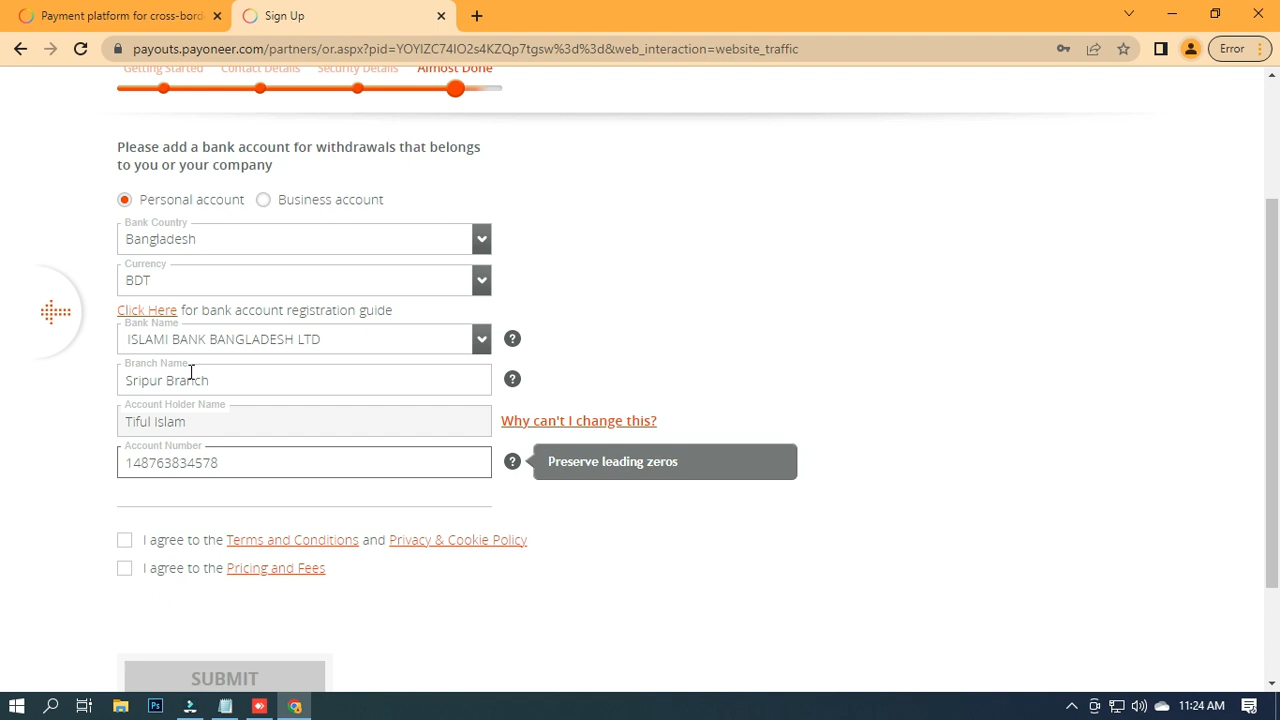 Payment platform for cross-bord
Sign Up
payouts.payoneer.com/partners/or.aspx?pid=YOYIZC74IO2s4KZQp7tgsw%3d%3d&web_interaction=website_traffic
Error
Getting Started Contact Details Security Details Almost Done
Please add a bank account for withdrawals that belongs
to you or your company
Personal account Business account
Bank Country
Bangladesh
Currency
BDT
Click Here for bank account registration guide
Bank Name
ISLAMI BANK BANGLADESH LTD
Branch Name
Sripur Branch
Account Holder Name
Tiful Islam
Why can't I change this?
Account Number
148763834578
Preserve leading zeros
I agree to the Terms and Conditions and Privacy & Cookie Policy
I agree to the Pricing and Fees
SUBMIT
11:24 AM